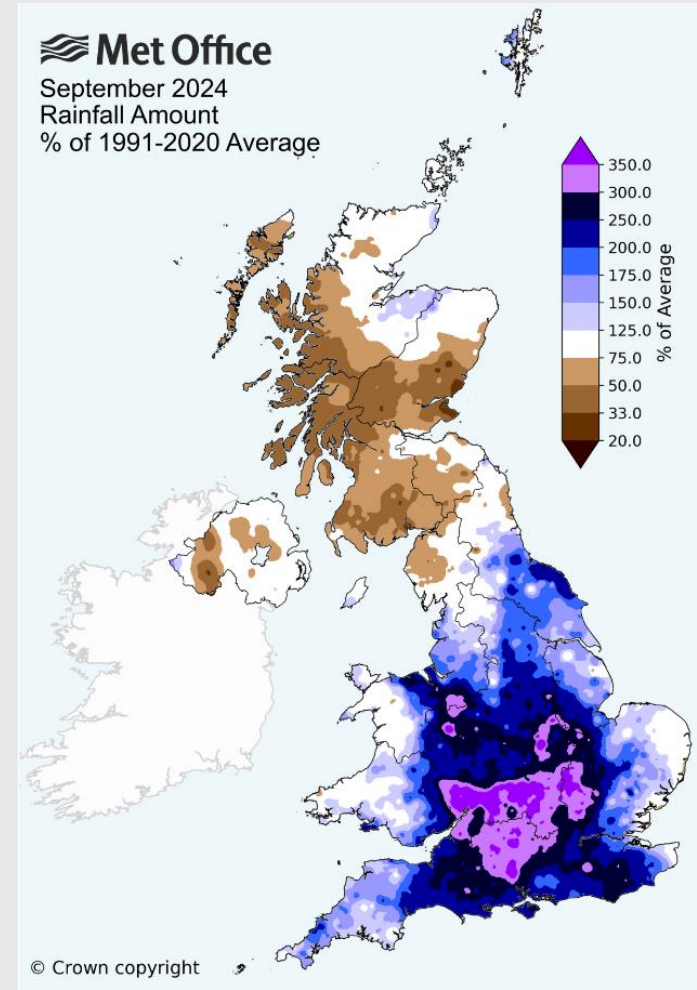 Met Office
September 2024
Rainfall Amount
% of 1991-2020 Average
350.0
300.0
250.0
200.0
175.0
150.0
125.0
75.0
50.0
33.0
20.0
% of Average
© Crown copyright